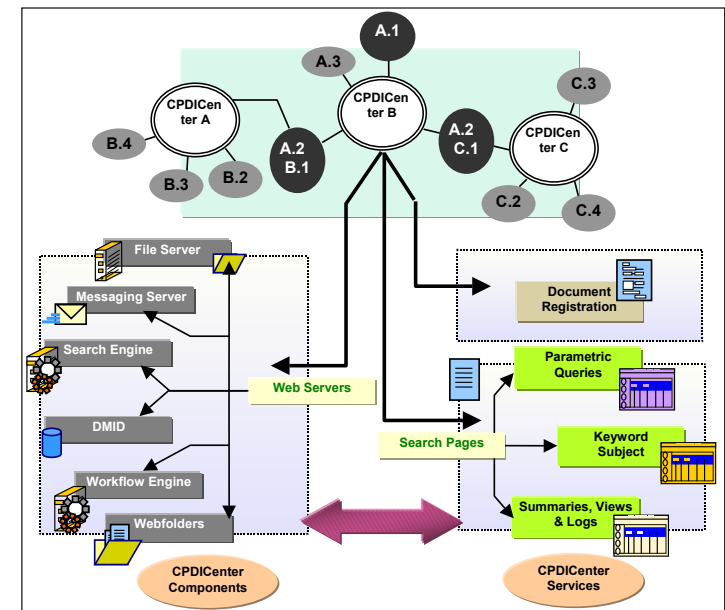 A.1
A.3
C.3
CPDICen
ter A
CPDICen
ter B
CPDICen
ter C
B.4
A.2
B.1
A.2
C.1
B.3
B.2
C.2
C.4
File Server
Messaging Server
Search Engine
Web Servers
DMID
Workflow Engine
Webfolders
Document
Registration
Parametric
Queries
Search Pages
Keyword
Subject
Summaries, Views
& Logs
CPDICenter
Components
CPDICenter
Services